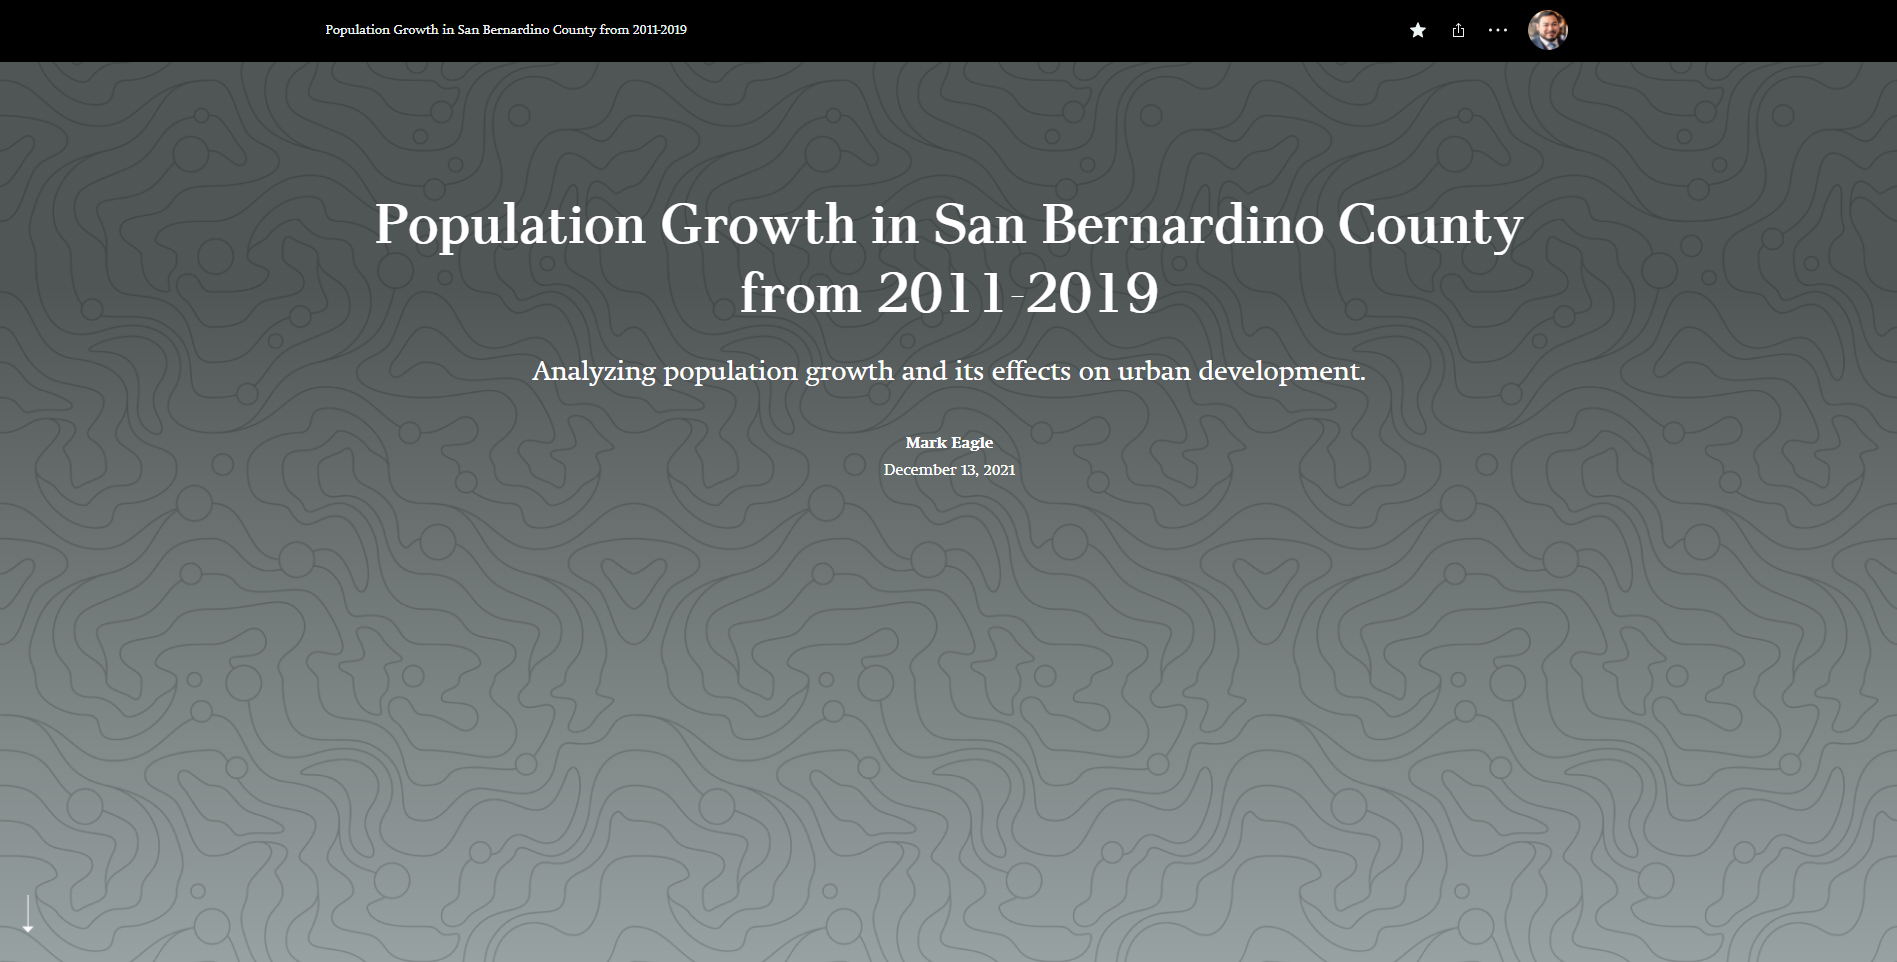 Population Growth in San Bernardino County from 2011-2019
Population Growth in San Bernardino County
from 2011-2019
Analyzing population growth and its effects on urban development.
Mark Eagle
December 13, 2021